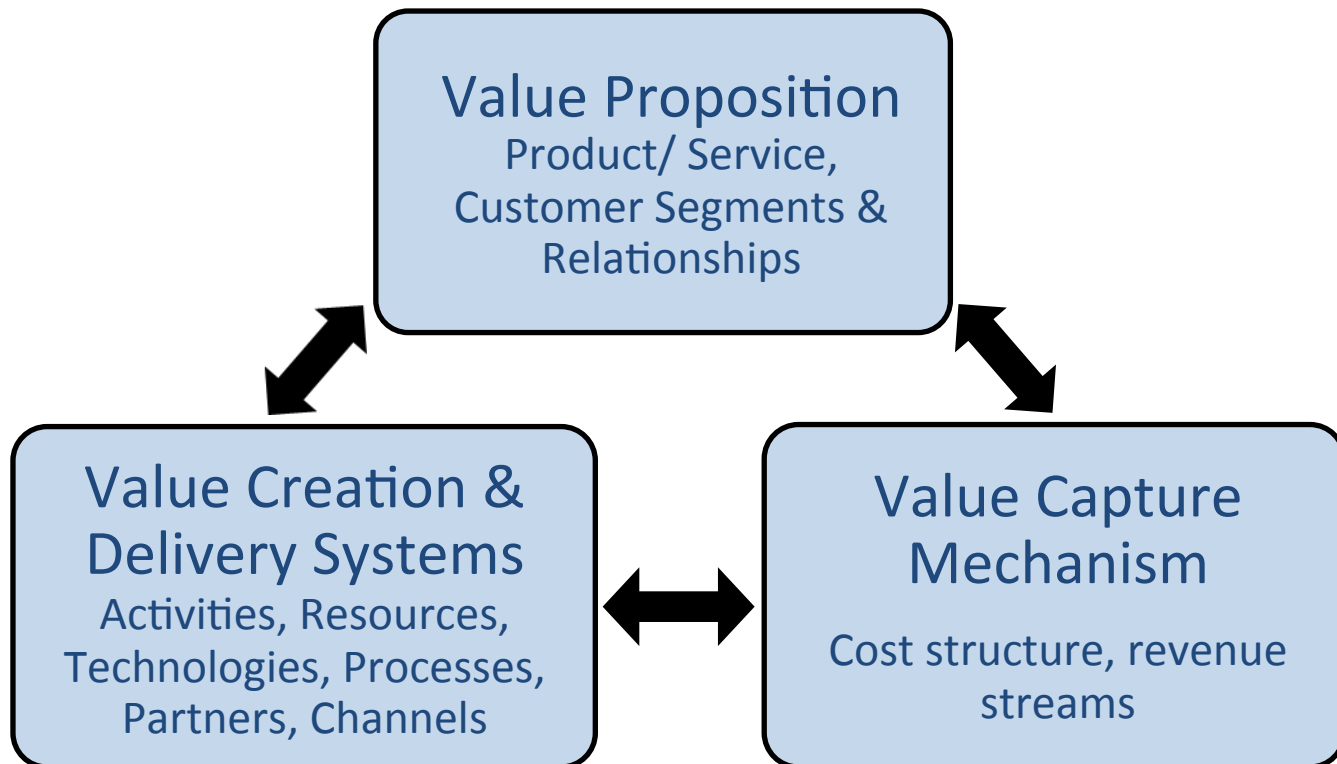 Value Proposition
Product/ Service,
Customer Segments &
Relationships
Value Creation &
Delivery Systems
Activities, Resources,
Technologies, Processes,
Partners, Channels
Value Capture
Mechanism
Cost structure, revenue
streams